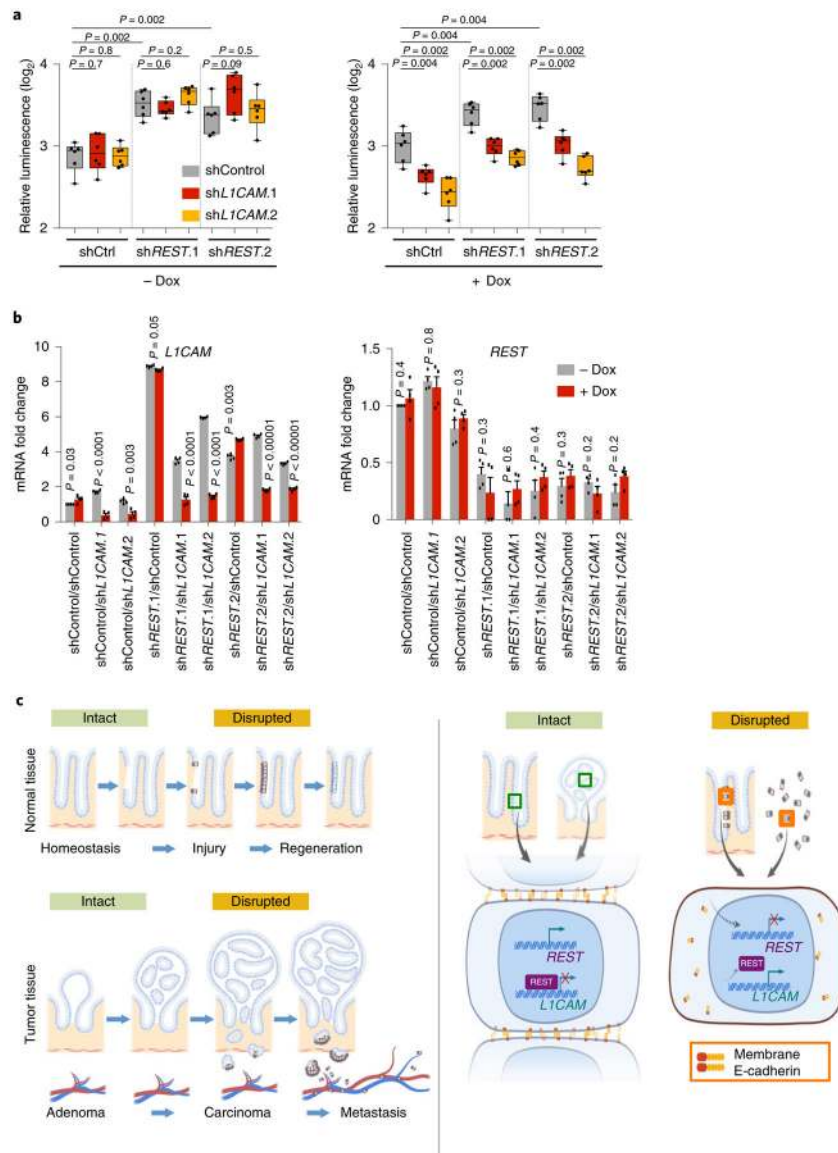 a
P = 0.002
P = 0.002
P = 0.8
P = 0.2
P = 0.5
P = 0.7
P = 0.6
P = 0.09
Relative luminescence (log2)
4
3
2
shControl
shL1CAM.1
shL1CAM.2
shCtrl
shREST.1
shREST.2
– Dox
P = 0.004
P = 0.004
P = 0.002
P = 0.002
P = 0.002
P = 0.004
P = 0.002
P = 0.002
Relative luminescence (log2)
4
3
2
shCtrl
shREST.1
shREST.2
+ Dox
b
L1CAM
mRNA fold change
10
8
6
4
2
0
P = 0.03
P < 0.0001
P = 0.003
P = 0.05
P < 0.0001
P < 0.0001
P = 0.003
P < 0.00001
P < 0.00001
shControl/shControl
shControl/shL1CAM.1
shControl/shL1CAM.2
shREST.1/shControl
shREST.1/shL1CAM.1
shREST.1/shL1CAM.2
shREST.2/shControl
shREST.2/shL1CAM.1
shREST.2/shL1CAM.2
REST
– Dox
+ Dox
mRNA fold change
1.5
1.0
0.5
0
P = 0.4
P = 0.8
P = 0.3
P = 0.3
P = 0.6
P = 0.4
P = 0.3
P = 0.2
P = 0.2
shControl/shControl
shControl/shL1CAM.1
shControl/shL1CAM.2
shREST.1/shControl
shREST.1/shL1CAM.1
shREST.1/shL1CAM.2
shREST.2/shControl
shREST.2/shL1CAM.1
shREST.2/shL1CAM.2
c
Intact
Disrupted
Normal tissue
Homeostasis
Injury
Regeneration
Intact
Disrupted
Tumor tissue
Adenoma
Carcinoma
Metastasis
Intact
Disrupted
REST
REST
L1CAM
REST
REST
L1CAM
Membrane
E-cadherin